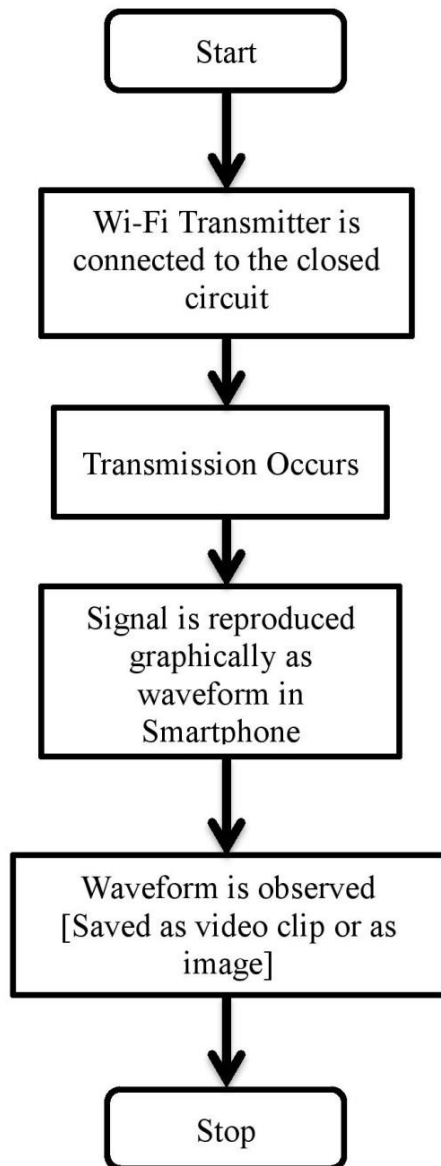 Start
Wi-Fi Transmitter is
connected to the closed
circuit
Transmission Occurs
Signal is reproduced
graphically as
waveform in
Smartphone
Waveform is observed
[Saved as video clip or as
image]
Stop